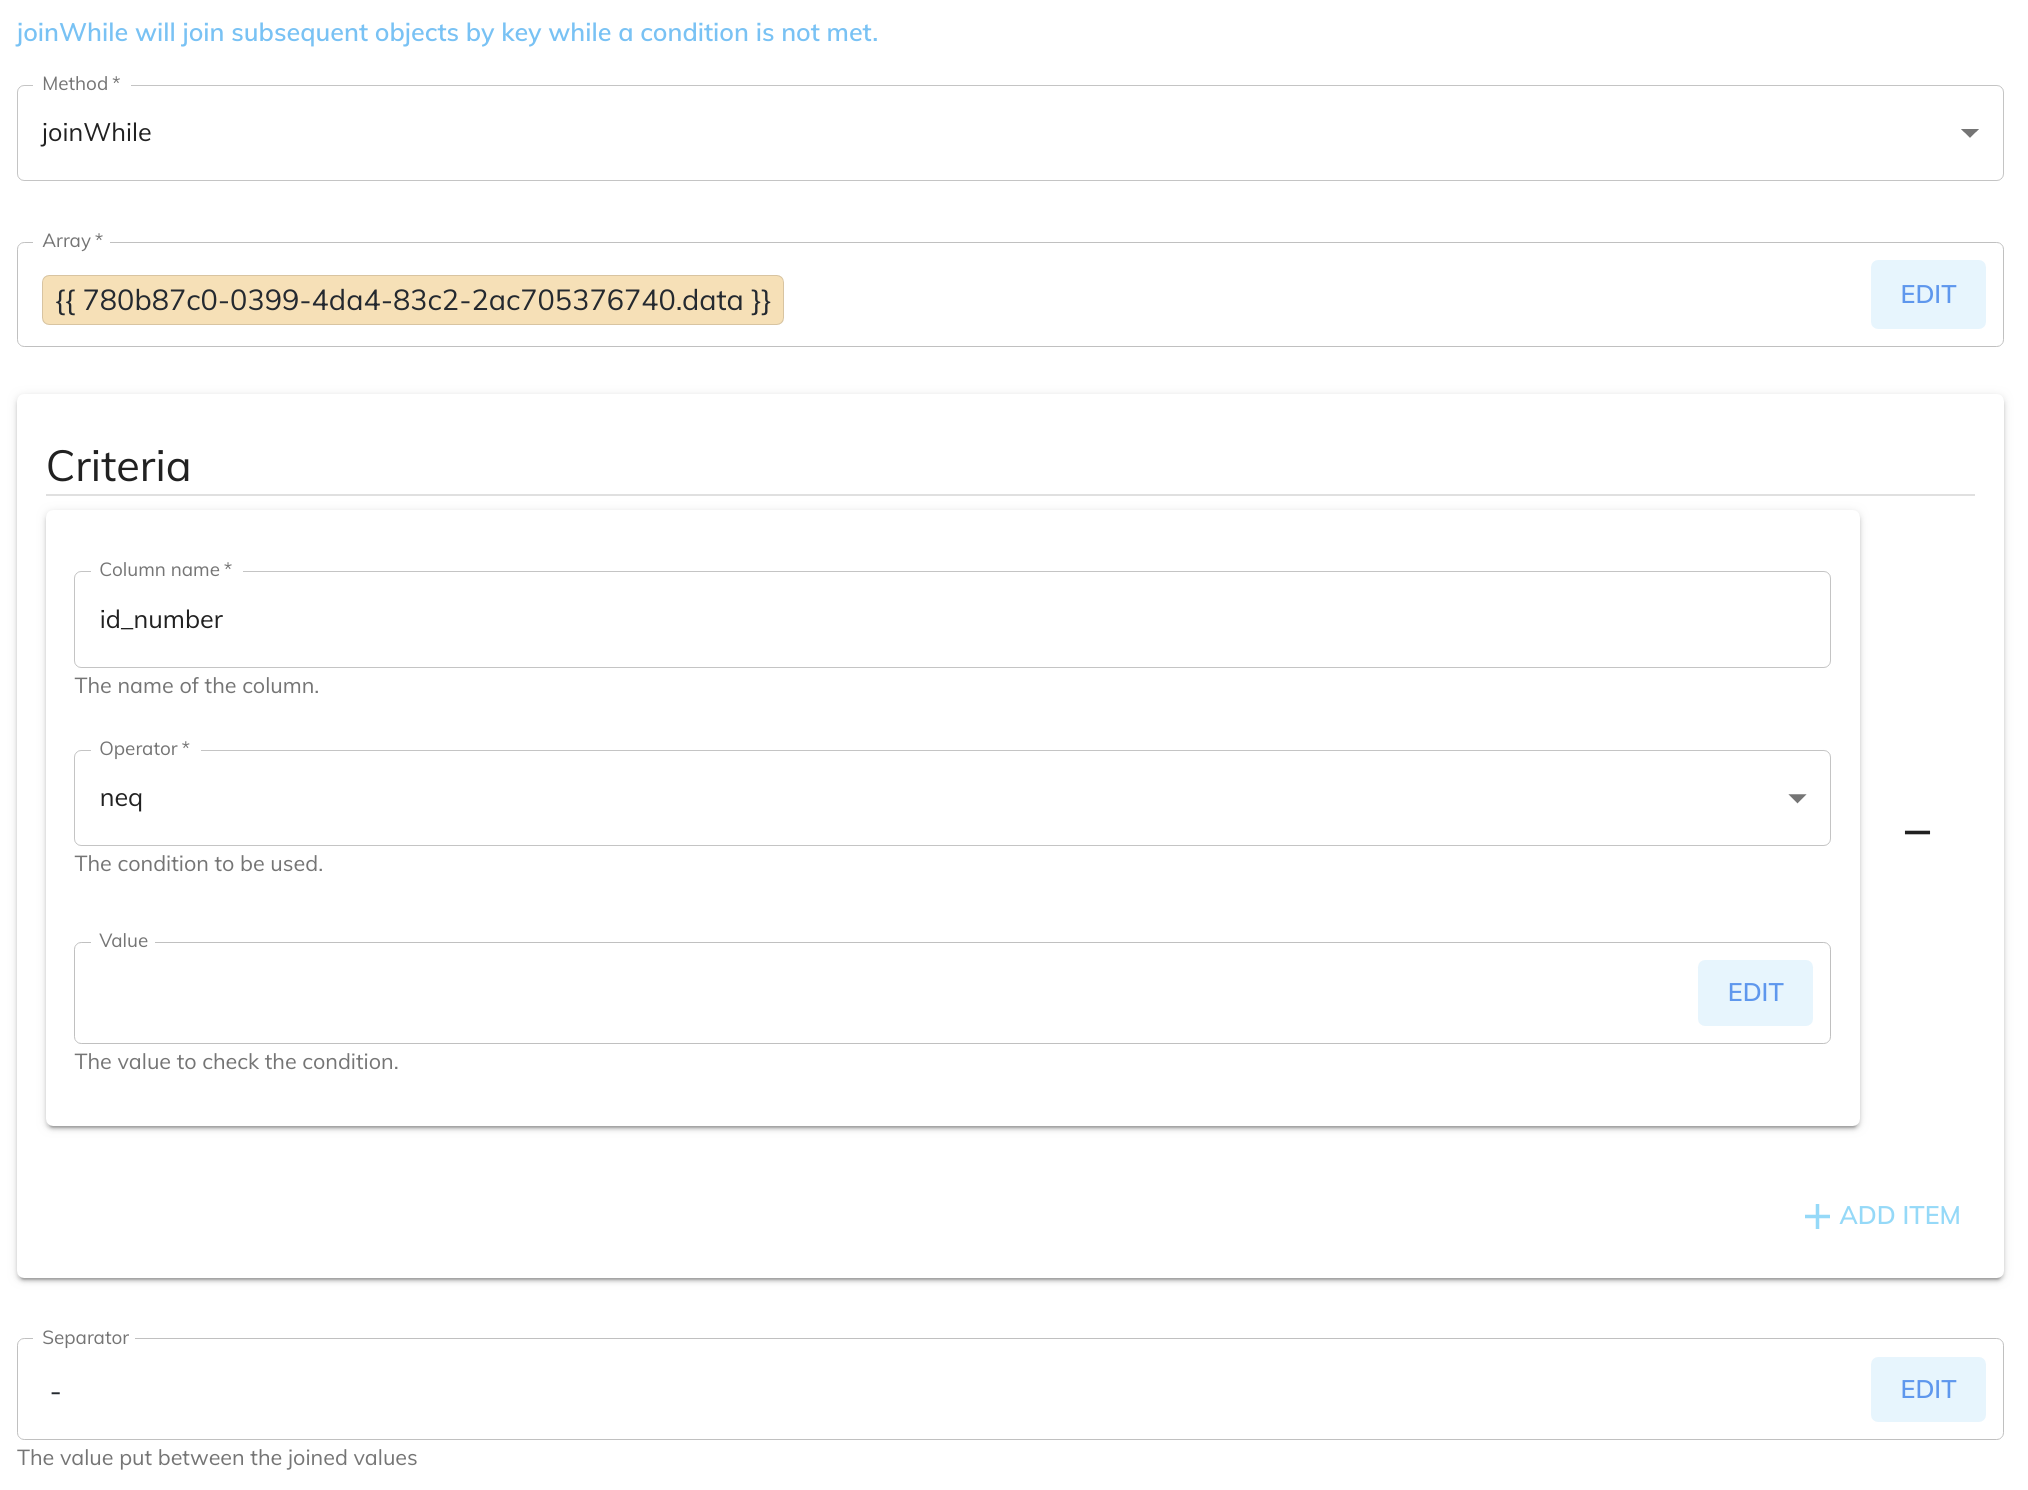 joinWhile will join subsequent objects by key while a condition is not met.
Method *
joinWhile
Array *
{{ 780b87c0-0399-4da4-83c2-2ac705376740.data }}
EDIT
Criteria
Column name *
id_number
The name of the column.
Operator *
neq
The condition to be used.
Value
EDIT
The value to check the condition.
+ ADD ITEM
Separator
-
EDIT
The value put between the joined values